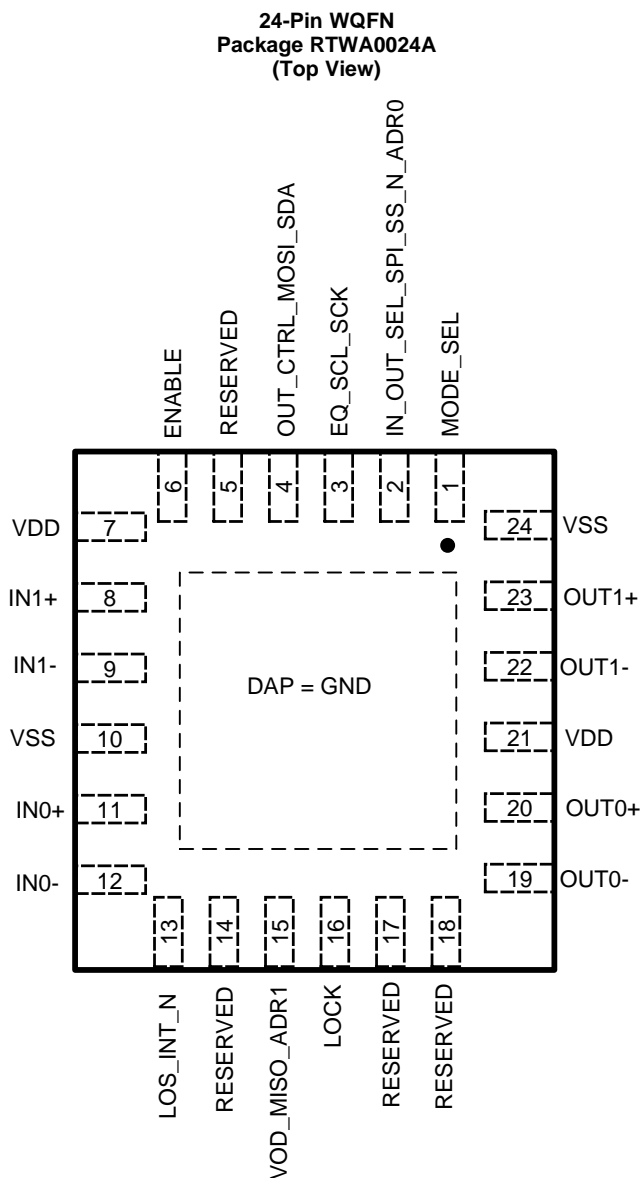 24-Pin WQFN
Package RTWA0024A
(Top View)
ENABLE
RESERVED
OUT_CTRL_MOSI_SDA
EQ_SCL_SCK
IN_OUT_SEL_SPI_SS_N_ADR0
MODE_SEL
6
5
4
3
2
1
VDD
7
24
VSS
IN1+
8
23
OUT1+
IN1-
9
22
OUT1-
DAP = GND
VSS
10
21
VDD
IN0+
11
20
OUT0+
IN0-
12
19
OUT0-
13
14
15
16
17
18
LOS_INT_N
RESERVED
VOD_MISO_ADR1
LOCK
RESERVED
RESERVED